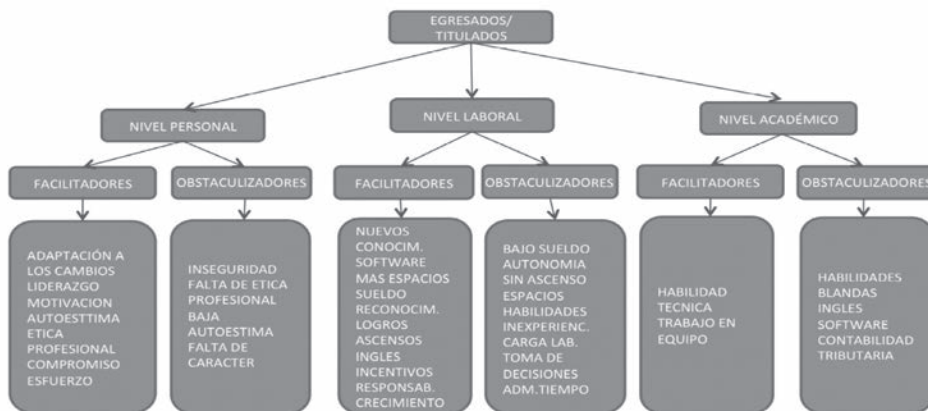 EGRESADOS/
TITULADOS
NIVEL PERSONAL
NIVEL LABORAL
NIVEL ACADÉMICO
FACILITADORES
OBSTACULIZADORES
FACILITADORES
OBSTACULIZADORES
FACILITADORES
OBSTACULIZADORES
ADAPTACIÓN A
LOS CAMBIOS
LIDERAZGO
MOTIVACION
AUTOESTTIMA
ETICA
PROFESIONAL
COMPROMISO
ESFUERZO
INSEGURIDAD
FALTA DE ETICA
PROFESIONAL
BAJA
AUTOESTIMA
FALTA DE
CARACTER
NUEVOS
CONOCIM.
SOFTWARE
MAS ESPACIOS
SUELDO
RECONOCIM.
LOGROS
ASCENSOS
INGLES
INCENTIVOS
RESPONSAB.
CRECIMIENTO
BAJO SUELDO
AUTONOMIA
SIN ASCENSO
ESPACIOS
HABILIDADES
INEXPERIENC.
CARGA LAB.
TOMA DE
DECISIONES
ADM.TIEMPO
HABILIDAD
TECNICA
TRABAJO EN
EQUIPO
HABILIDADES
BLANDAS
INGLES
SOFTWARE
CONTABILIDAD
TRIBUTARIA